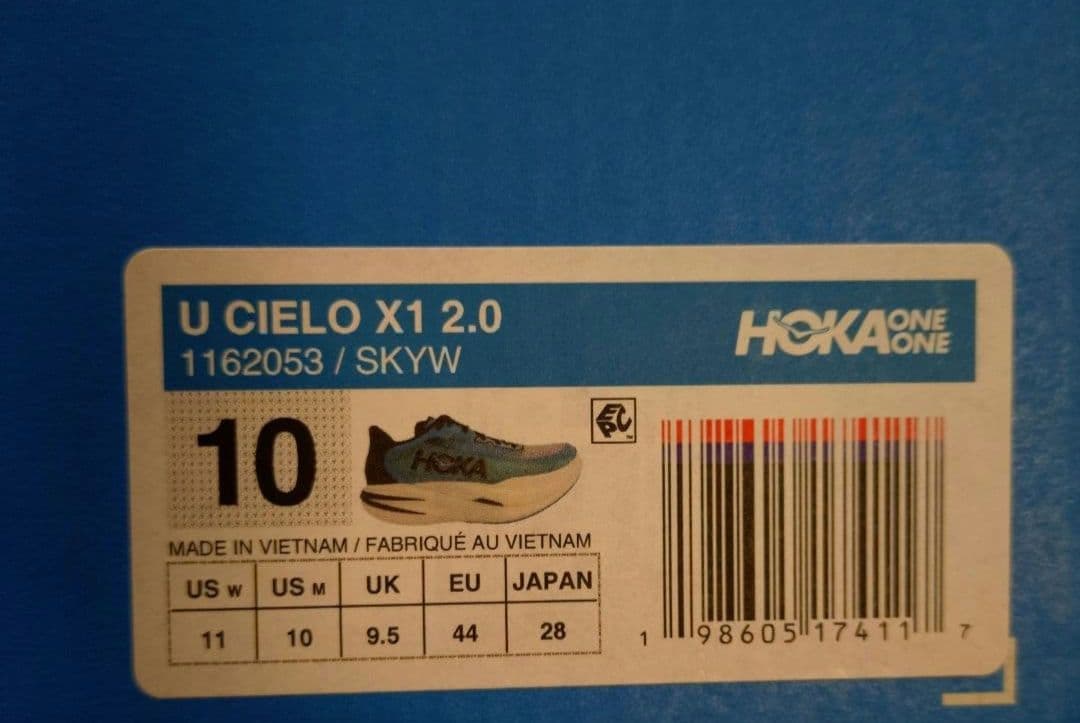 U CIELO X1 2.0
1162053 / SKYW
HOKA ONE ONE
10
HOKA
EPC
MADE IN VIETNAM / FABRIQUÉ AU VIETNAM
US W US M UK EU JAPAN
11 10 9.5 44 28
1 98605 17411 7